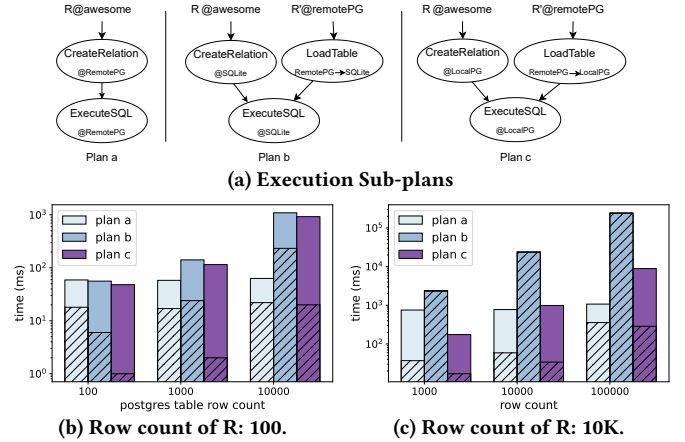 R@awesome R @awesome R'@remotePG R @awesome R'@remotePG
CreateRelation CreateRelation LoadTable CreateRelation LoadTable
@RemotePG @SQLite RemotePG→SQLite @LocalPG RemotePG→LocalPG
ExecuteSQL ExecuteSQL ExecuteSQL
@RemotePG @SQLite @LocalPG
Plan a Plan b Plan c
(a) Execution Sub-plans
plan a
plan b
plan c
time (ms)
10³
10²
10¹
10⁰
100 1000 10000
postgres table row count
(b) Row count of R: 100.
plan a
plan b
plan c
time (ms)
10⁵
10⁴
10³
10²
1000 10000 100000
row count
(c) Row count of R: 10K.